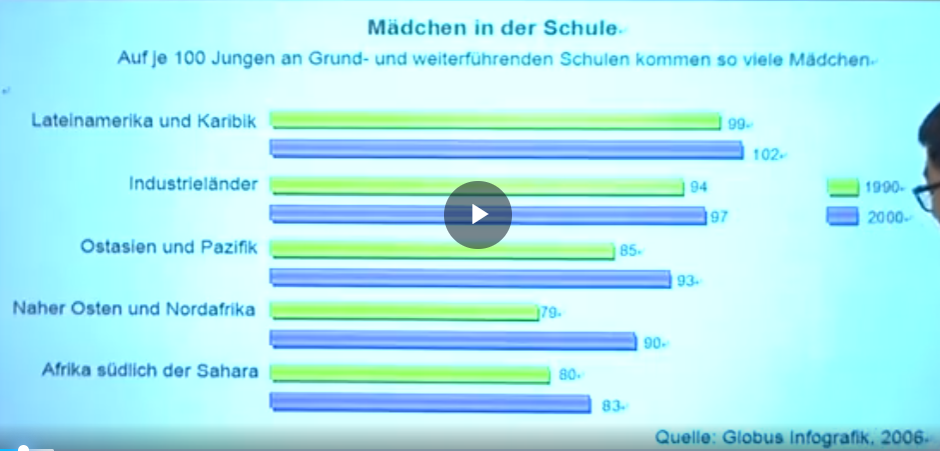 Mädchen in der Schule
Auf je 100 Jungen an Grund- und weiterführenden Schulen kommen so viele Mädchen
Lateinamerika und Karibik
99
102
Industrieländer
94
97
1990
2000
Ostasien und Pazifik
85
93
Naher Osten und Nordafrika
79
90
Afrika südlich der Sahara
80
83
Quelle: Globus Infografik, 2006